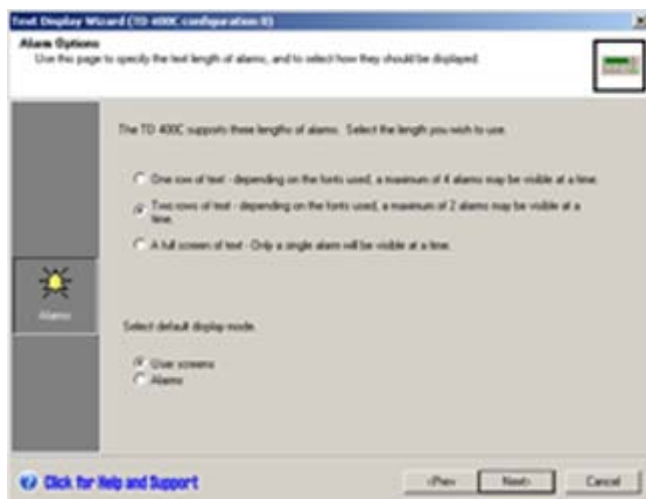 Text Display Wizard (TD 400C configuration 0)
Alarm Options
Use this page to specify the text length of alarms, and to select how they should be displayed.
The TD 400C supports three lengths of alarms. Select the length you wish to use.
One row of text - depending on the fonts used, a maximum of 4 alarms may be visible at a time.
Two rows of text - depending on the fonts used, a maximum of 2 alarms may be visible at a
time.
A full screen of text - Only a single alarm will be visible at a time.
Alarms
Select default display mode.
User screens
Alarms
Click for Help and Support
<Prev
Next>
Cancel